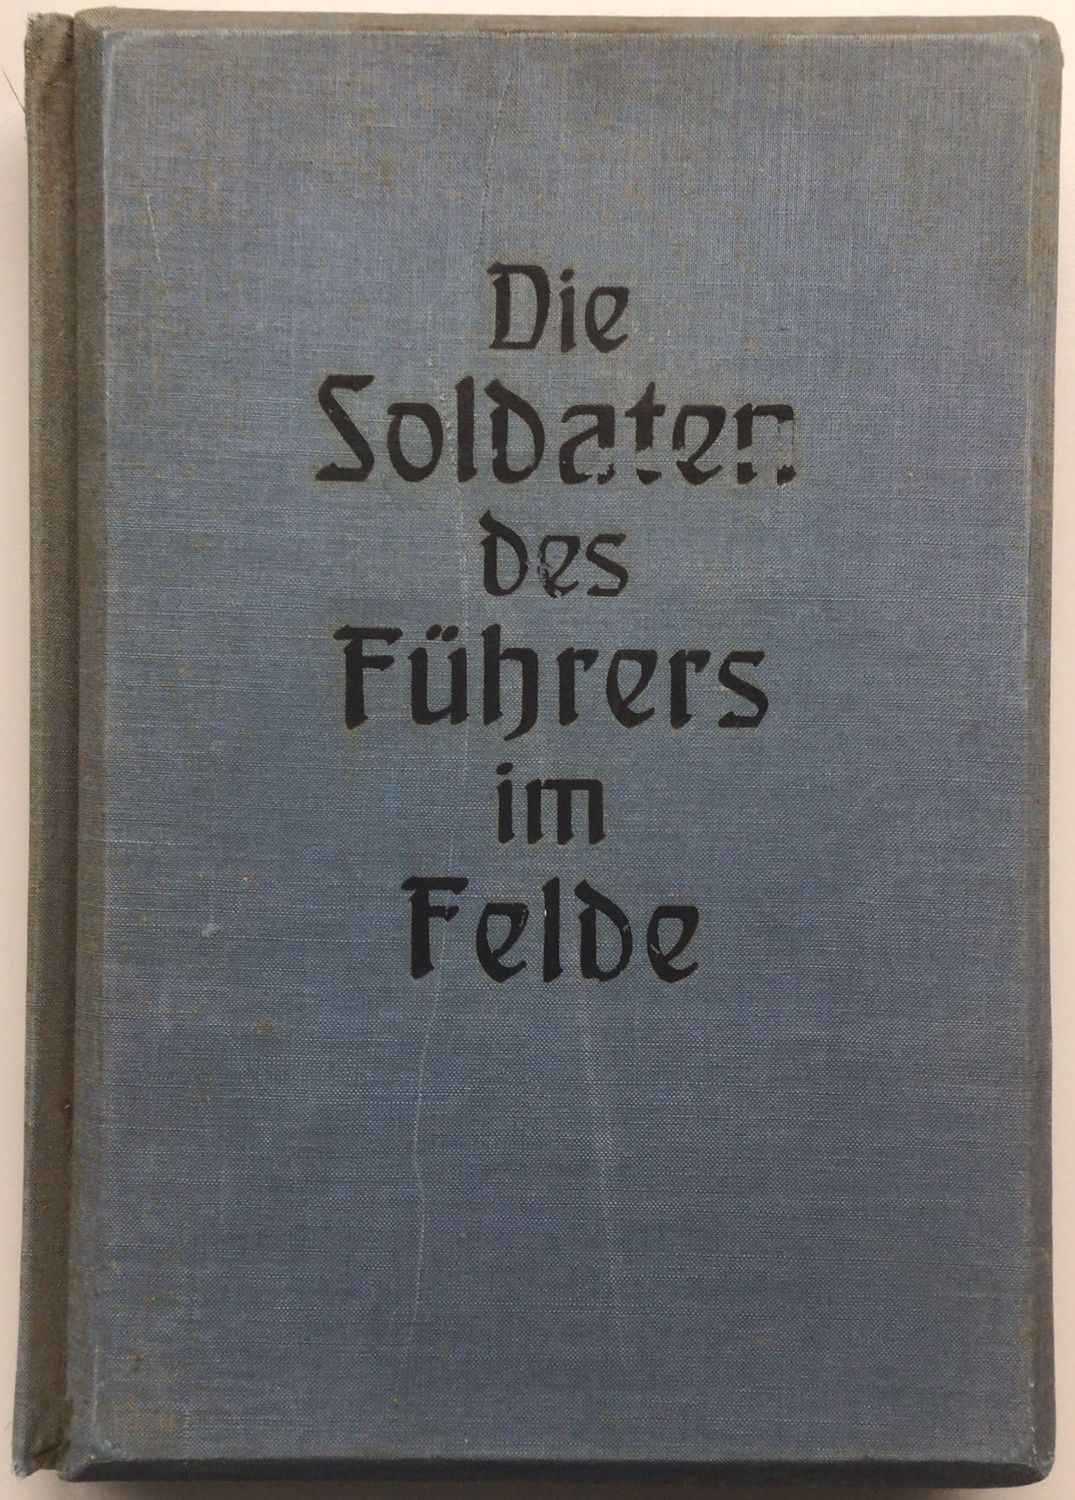 Die
Soldaten
des
Führers
im
Felde